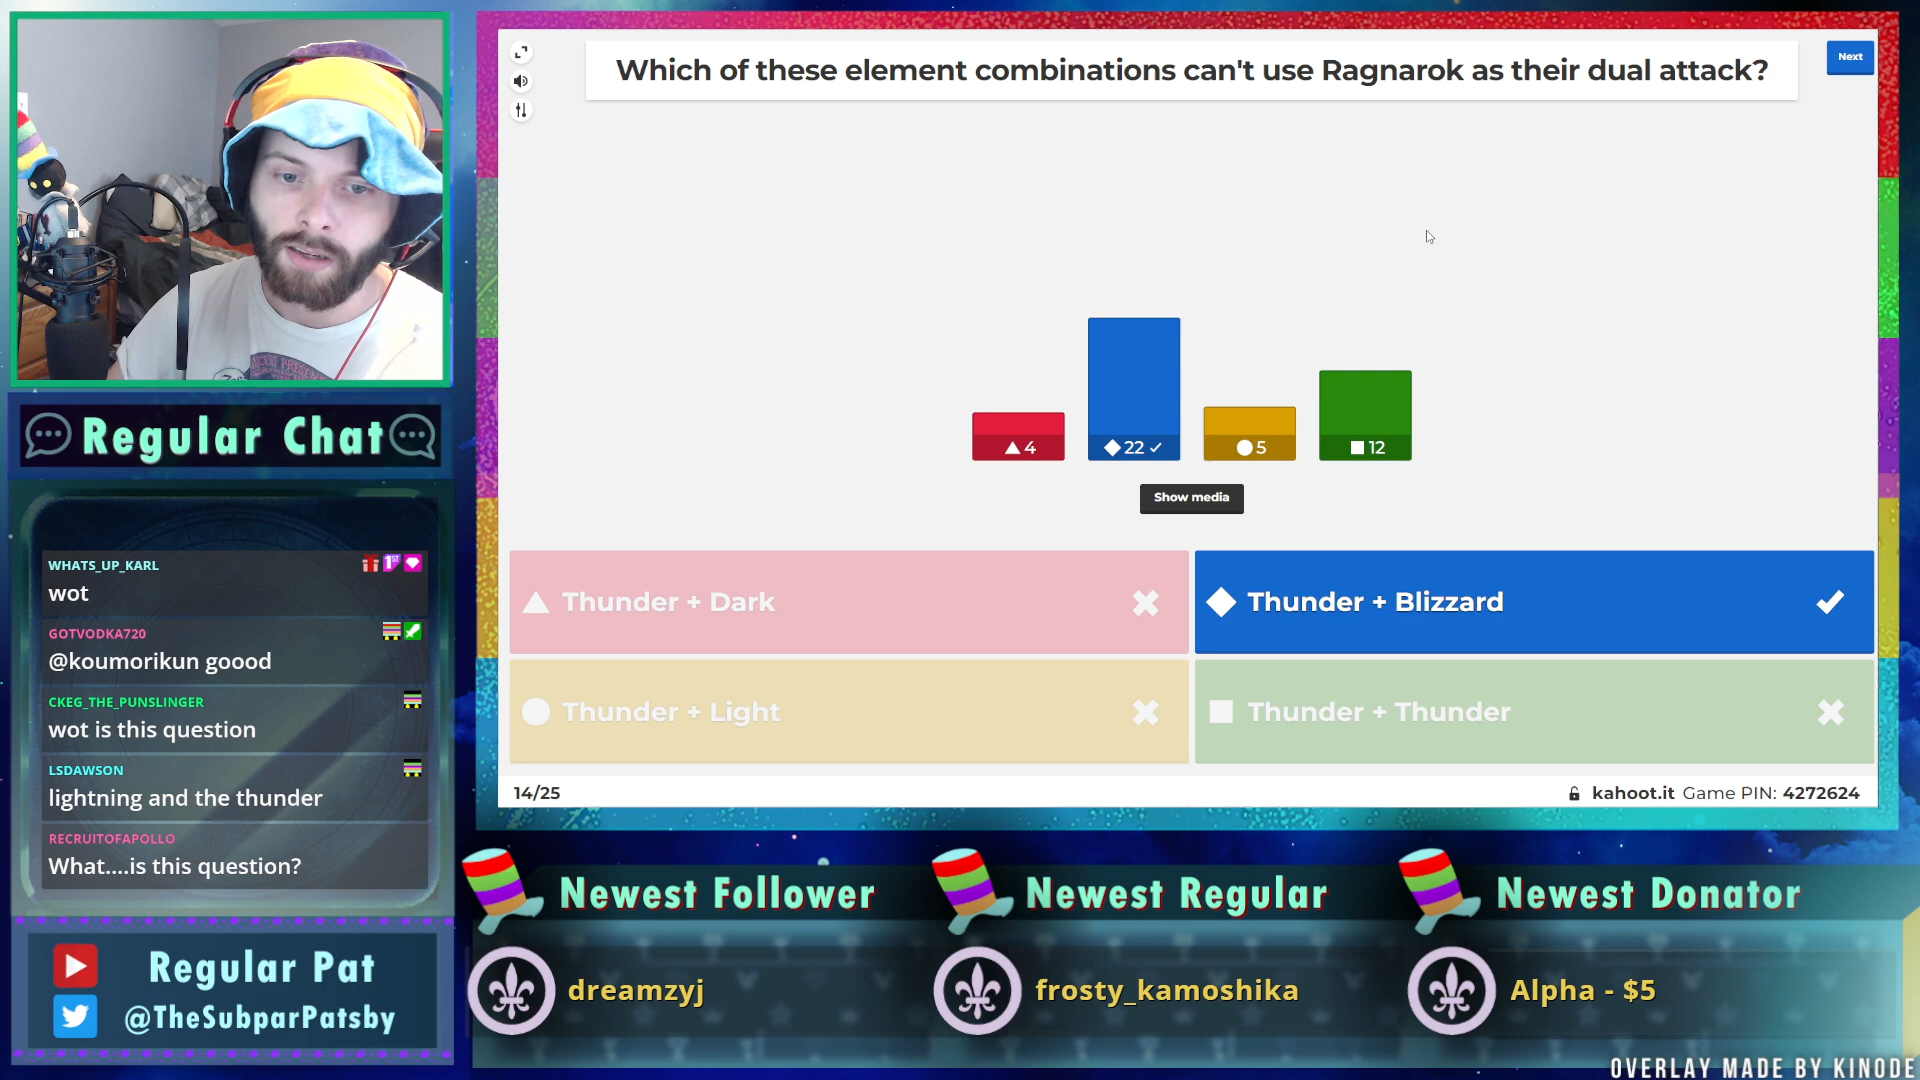 Which of these element combinations can't use Ragnarok as their dual attack?
Next
4
22
5
12
Show media
Thunder + Dark
Thunder + Blizzard
Thunder + Light
Thunder + Thunder
14/25
kahoot.it Game PIN: 4272624
Regular Chat
WHATS_UP_KARL
1ST
wot
GOTVODKA720
@koumorikun goood
CKEG_THE_PUNSLINGER
wot is this question
LSDAWSON
lightning and the thunder
RECRUITOFAPOLLO
What....is this question?
Regular Pat
@TheSubparPatsby
Newest Follower
dreamzyj
Newest Regular
frosty_kamoshika
Newest Donator
Alpha - $5
OVERLAY MADE BY KINODE